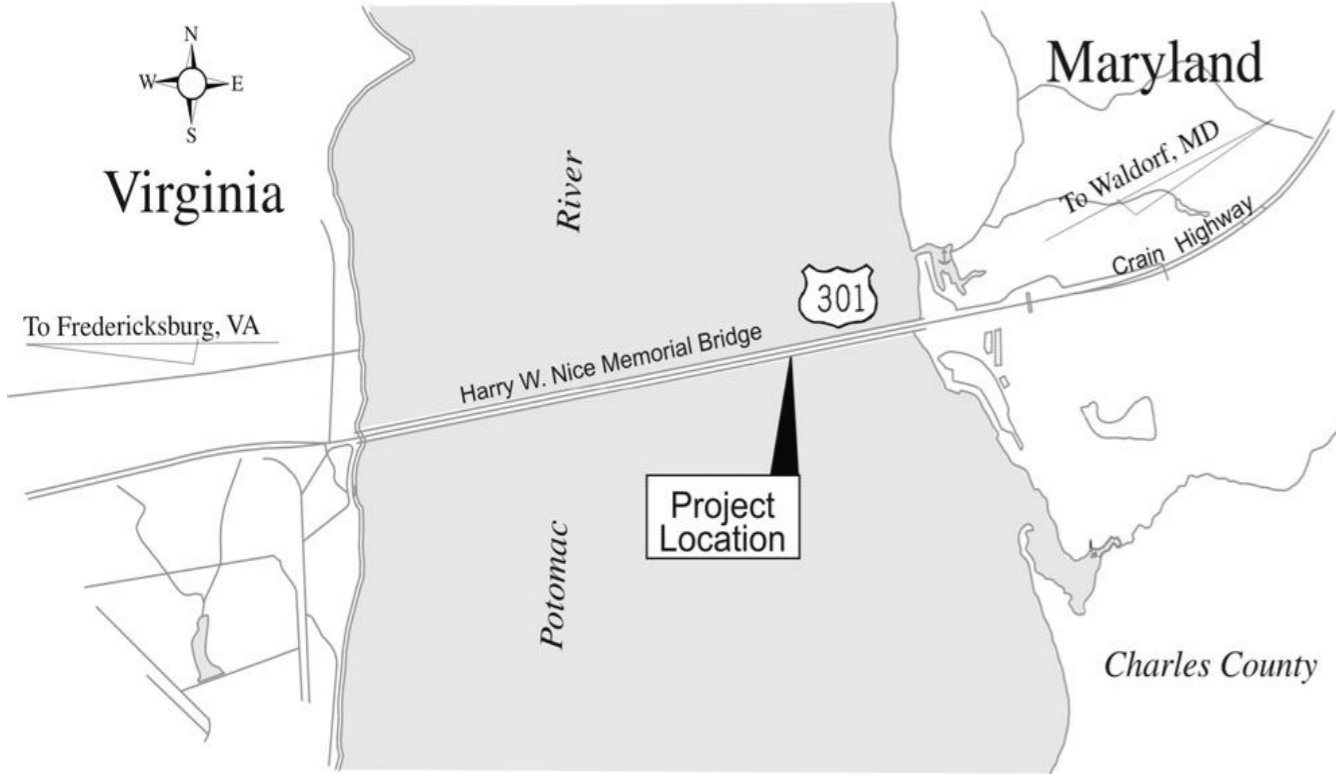 N
W E
S
Virginia
Maryland
To Waldorf, MD
Crain Highway
River
301
To Fredericksburg, VA
Harry W. Nice Memorial Bridge
Project
Location
Potomac
Charles County